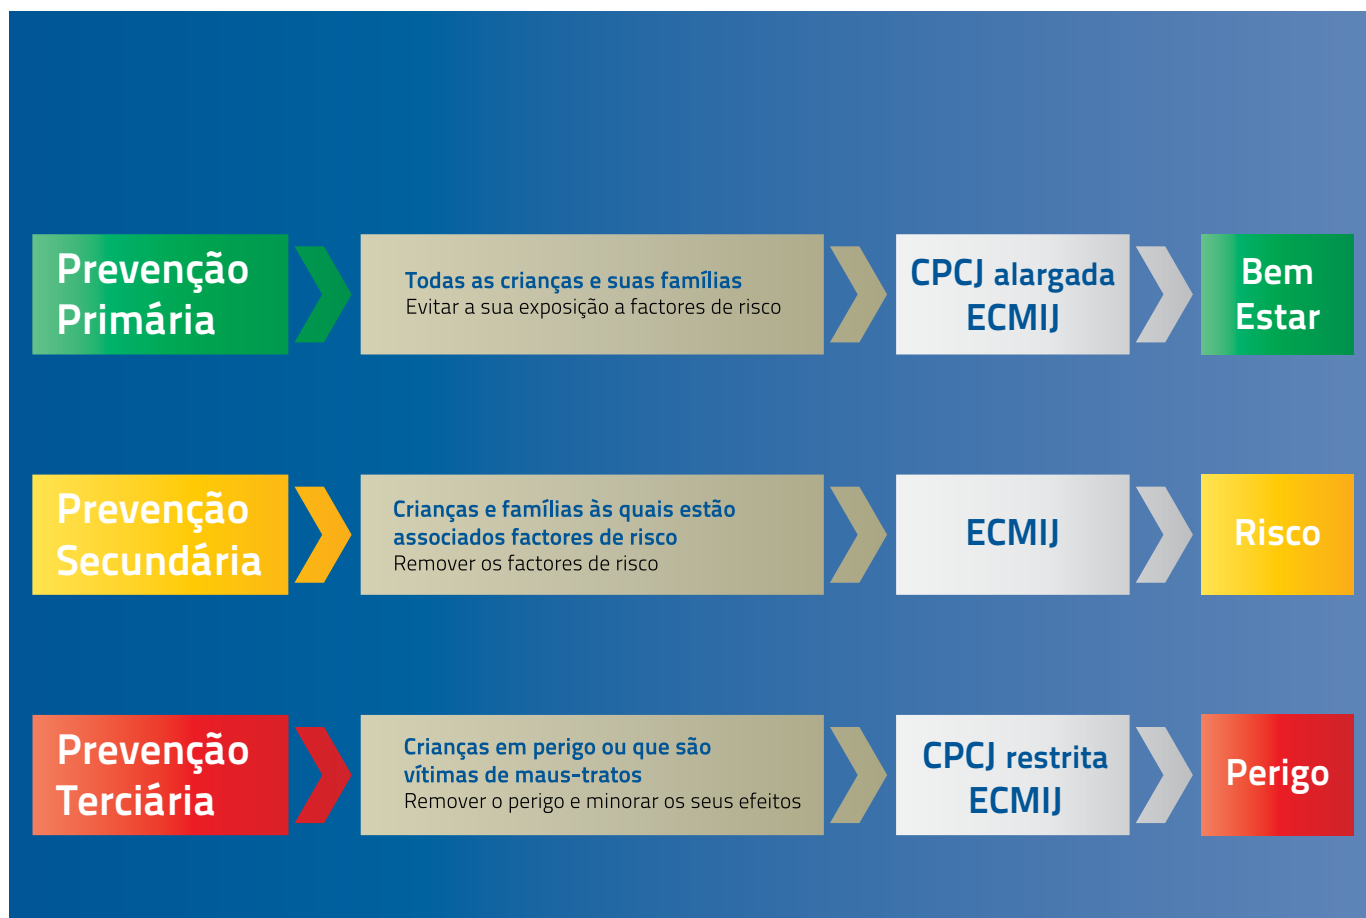 Prevenção
Primária
Todas as crianças e suas famílias
Evitar a sua exposição a factores de risco
CPCJ alargada
ECMIJ
Bem
Estar
Prevenção
Secundária
Crianças e famílias às quais estão
associados factores de risco
Remover os factores de risco
ECMIJ
Risco
Prevenção
Terciária
Crianças em perigo ou que são
vítimas de maus-tratos
Remover o perigo e minorar os seus efeitos
CPCJ restrita
ECMIJ
Perigo